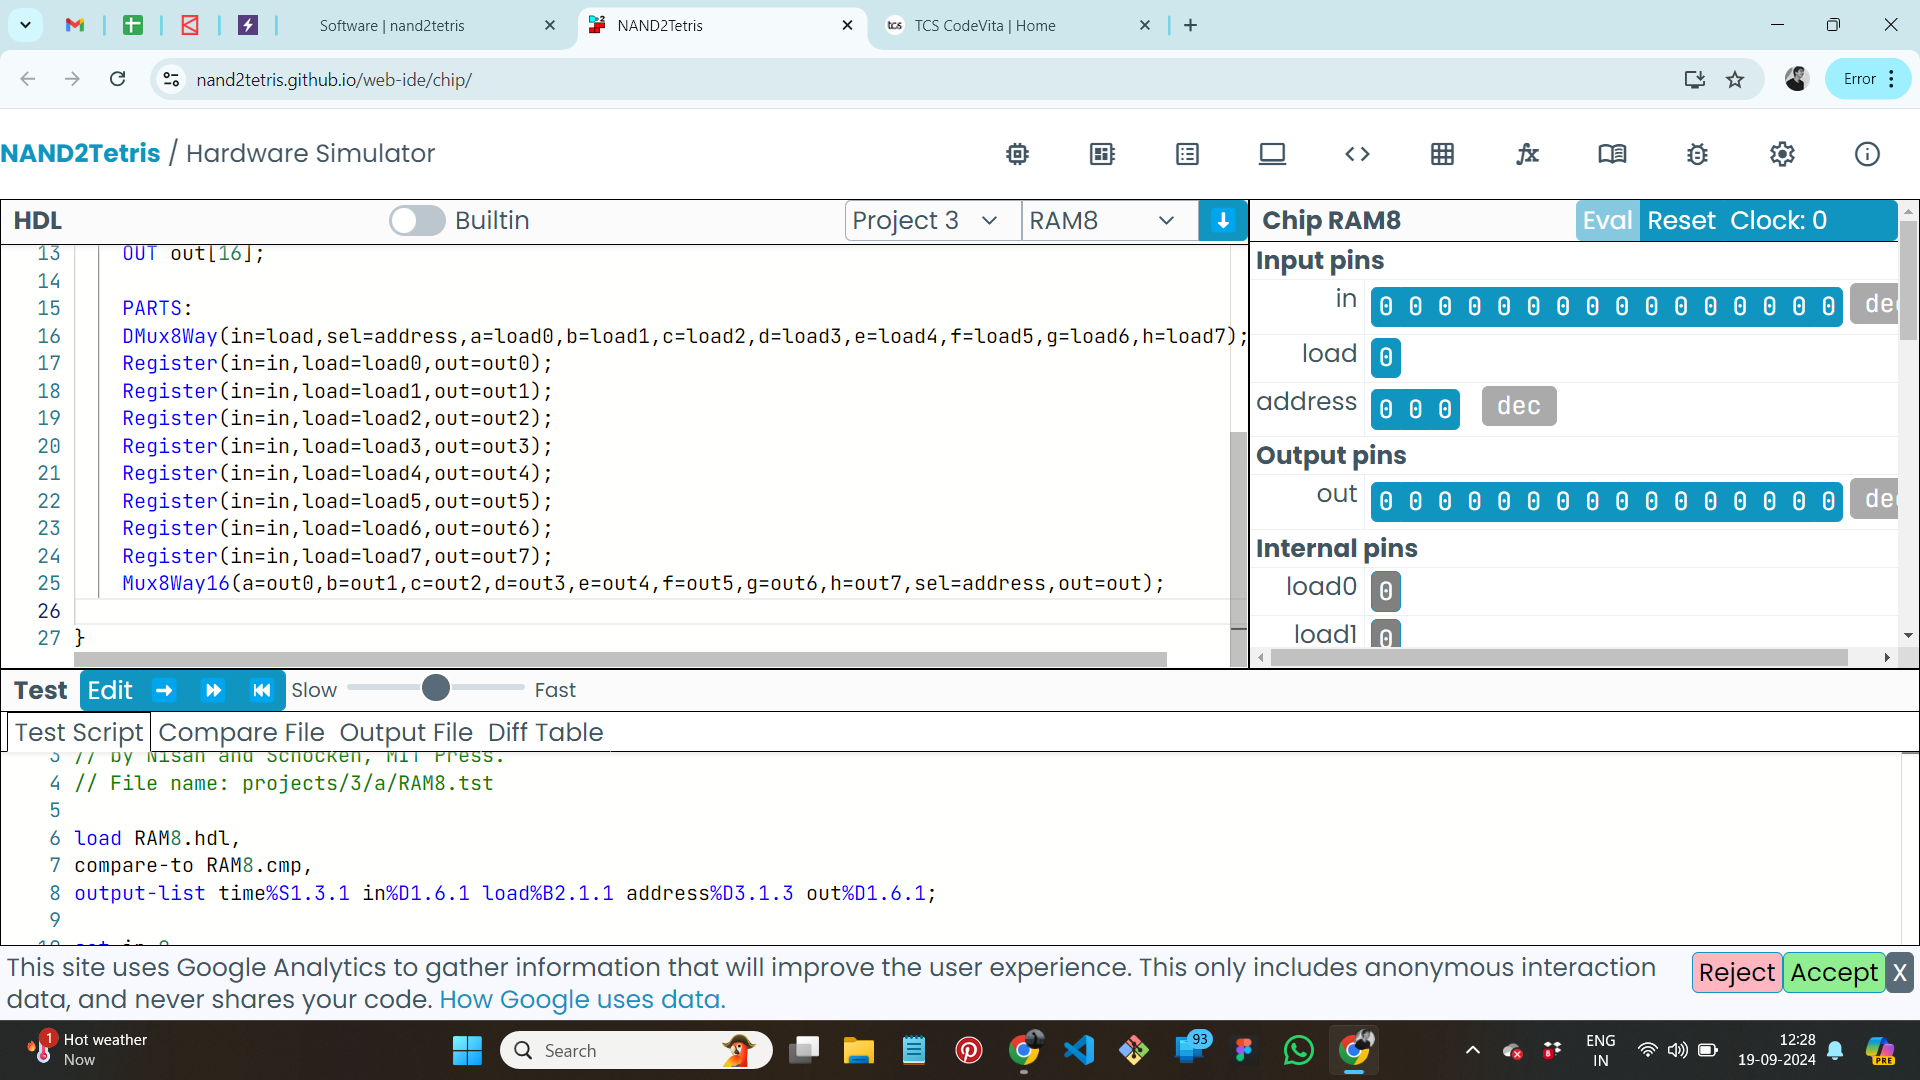 Software | nand2tetris
NAND2Tetris
TCS CodeVita | Home
nand2tetris.github.io/web-ide/chip/
Error
NAND2Tetris / Hardware Simulator
HDL
Builtin
Project 3
RAM8
13 OUT out[16];
14
15 PARTS:
16 DMux8Way(in=load,sel=address,a=load0,b=load1,c=load2,d=load3,e=load4,f=load5,g=load6,h=load7);
17 Register(in=in,load=load0,out=out0);
18 Register(in=in,load=load1,out=out1);
19 Register(in=in,load=load2,out=out2);
20 Register(in=in,load=load3,out=out3);
21 Register(in=in,load=load4,out=out4);
22 Register(in=in,load=load5,out=out5);
23 Register(in=in,load=load6,out=out6);
24 Register(in=in,load=load7,out=out7);
25 Mux8Way16(a=out0,b=out1,c=out2,d=out3,e=out4,f=out5,g=out6,h=out7,sel=address,out=out);
26
27 }
Chip RAM8
Eval Reset Clock: 0
Input pins
in 0 0 0 0 0 0 0 0 0 0 0 0 0 0 0 0 dec
load 0
address 0 0 0 dec
Output pins
out 0 0 0 0 0 0 0 0 0 0 0 0 0 0 0 0 dec
Internal pins
load0 0
load1 0
Test Edit Slow Fast
Test Script Compare File Output File Diff Table
3 // by Nisan and Schocken, MIT Press.
4 // File name: projects/3/a/RAM8.tst
5
6 load RAM8.hdl,
7 compare-to RAM8.cmp,
8 output-list time%S1.3.1 in%D1.6.1 load%B2.1.1 address%D3.1.3 out%D1.6.1;
9
This site uses Google Analytics to gather information that will improve the user experience. This only includes anonymous interaction
data, and never shares your code. How Google uses data.
Reject Accept X
1
Hot weather
Now
Search
93
PRE
ENG
IN
12:28
19-09-2024